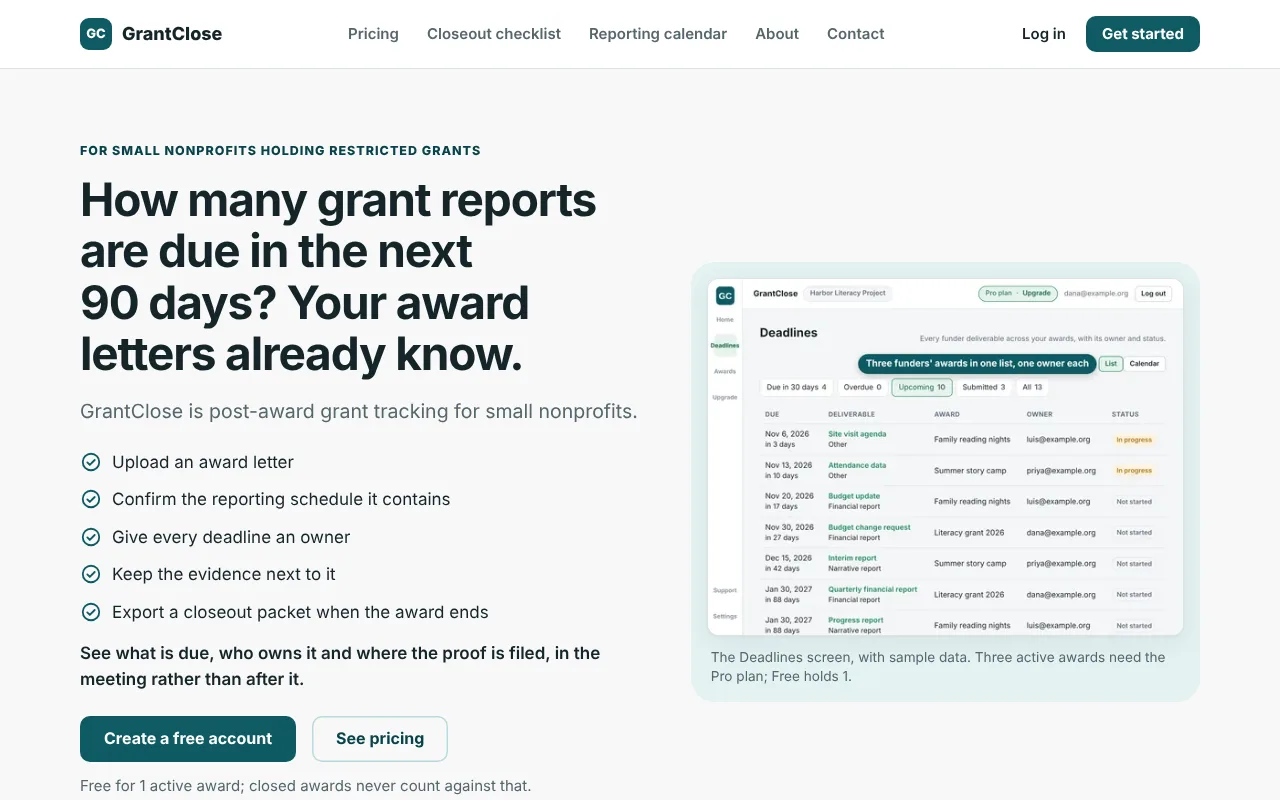 GC GrantClose
Pricing Closeout checklist Reporting calendar About Contact
Log in Get started
FOR SMALL NONPROFITS HOLDING RESTRICTED GRANTS
How many grant reports
are due in the next
90 days? Your award
letters already know.
GrantClose is post-award grant tracking for small nonprofits.
Upload an award letter
Confirm the reporting schedule it contains
Give every deadline an owner
Keep the evidence next to it
Export a closeout packet when the award ends
See what is due, who owns it and where the proof is filed, in the
meeting rather than after it.
Create a free account See pricing
Free for 1 active award; closed awards never count against that.
GC GrantClose Harbor Literacy Project Pro plan · Upgrade dana@example.org Log out
Home
Deadlines
Awards
Upgrade
Support
Settings
Deadlines
Every funder deliverable across your awards, with its owner and status.
Three funders' awards in one list, one owner each List Calendar
Due in 30 days 4 Overdue 0 Upcoming 10 Submitted 3 All 13
DUE DELIVERABLE AWARD OWNER STATUS
Nov 6, 2026 Site visit agenda Family reading nights luis@example.org In progress
in 3 days Other
Nov 13, 2026 Attendance data Summer story camp priya@example.org In progress
in 10 days Other
Nov 20, 2026 Budget update Family reading nights luis@example.org Not started
in 17 days Financial report
Nov 30, 2026 Budget change request Literacy grant 2026 dana@example.org Not started
in 27 days Financial report
Dec 15, 2026 Interim report Summer story camp priya@example.org Not started
in 42 days Narrative report
Jan 30, 2027 Quarterly financial report Literacy grant 2026 dana@example.org Not started
in 88 days Financial report
Jan 30, 2027 Progress report Family reading nights luis@example.org Not started
in 88 days Narrative report
The Deadlines screen, with sample data. Three active awards need the
Pro plan; Free holds 1.